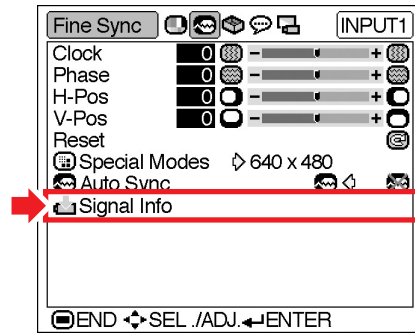 Fine Sync INPUT1
Clock 0 - +
Phase 0 - +
H-Pos 0 - +
V-Pos 0 - +
Reset
Special Modes 640 x 480
Auto Sync
Signal Info
END SEL ./ADJ. ENTER